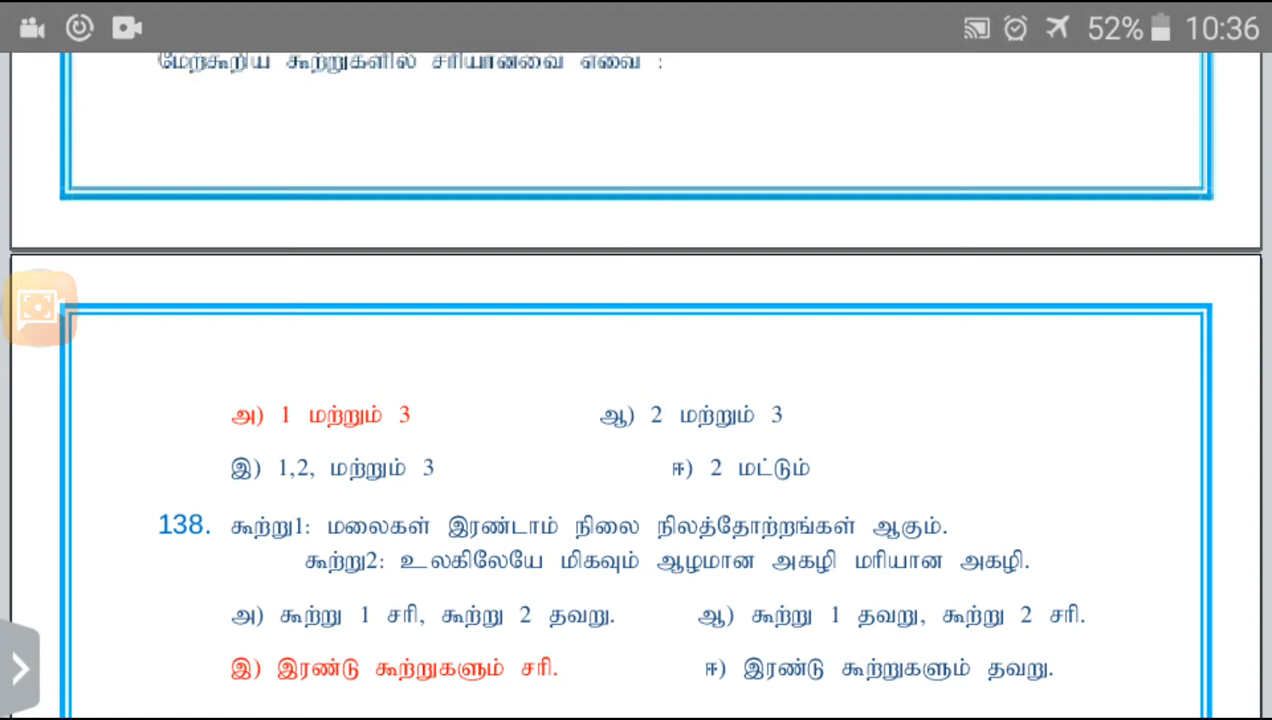 52% 10:36
மேற்கூறிய கூற்றுகளில் சரியானவை எவை :
அ) 1 மற்றும் 3 ஆ) 2 மற்றும் 3
இ) 1,2, மற்றும் 3 ஈ) 2 மட்டும்
138. கூற்று1: மலைகள் இரண்டாம் நிலை நிலத்தோற்றங்கள் ஆகும்.
கூற்று2: உலகிலேயே மிகவும் ஆழமான அகழி மரியான அகழி.
அ) கூற்று 1 சரி, கூற்று 2 தவறு. ஆ) கூற்று 1 தவறு, கூற்று 2 சரி.
இ) இரண்டு கூற்றுகளும் சரி. ஈ) இரண்டு கூற்றுகளும் தவறு.